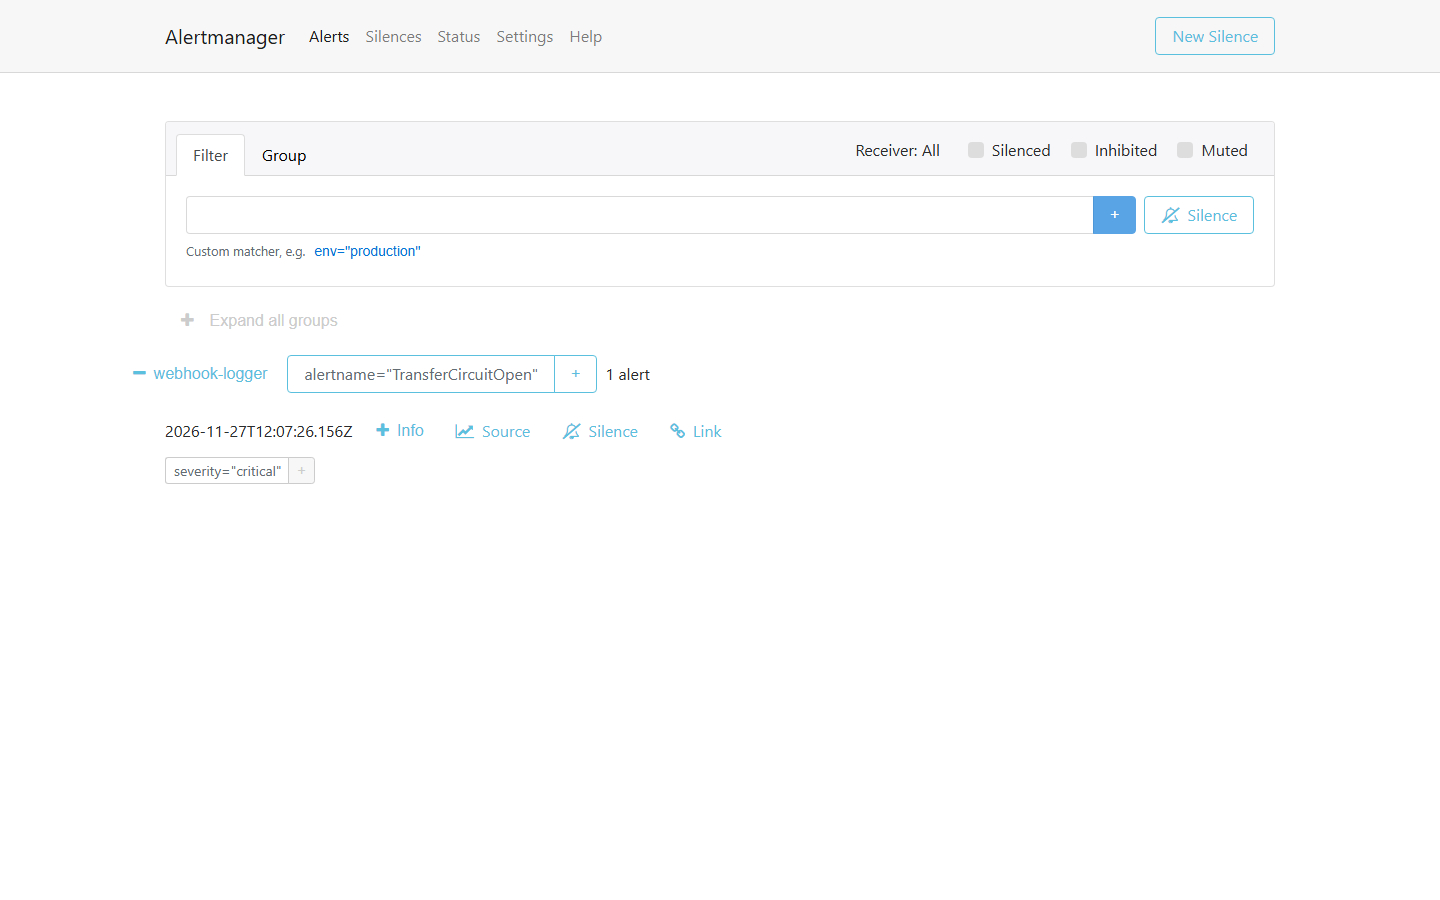 Alertmanager Alerts Silences Status Settings Help New Silence
Filter Group Receiver: All Silenced Inhibited Muted
+ Silence
Custom matcher, e.g. env="production"
+ Expand all groups
− webhook-logger alertname="TransferCircuitOpen" + 1 alert
2026-11-27T12:07:26.156Z + Info Source Silence Link
severity="critical" +